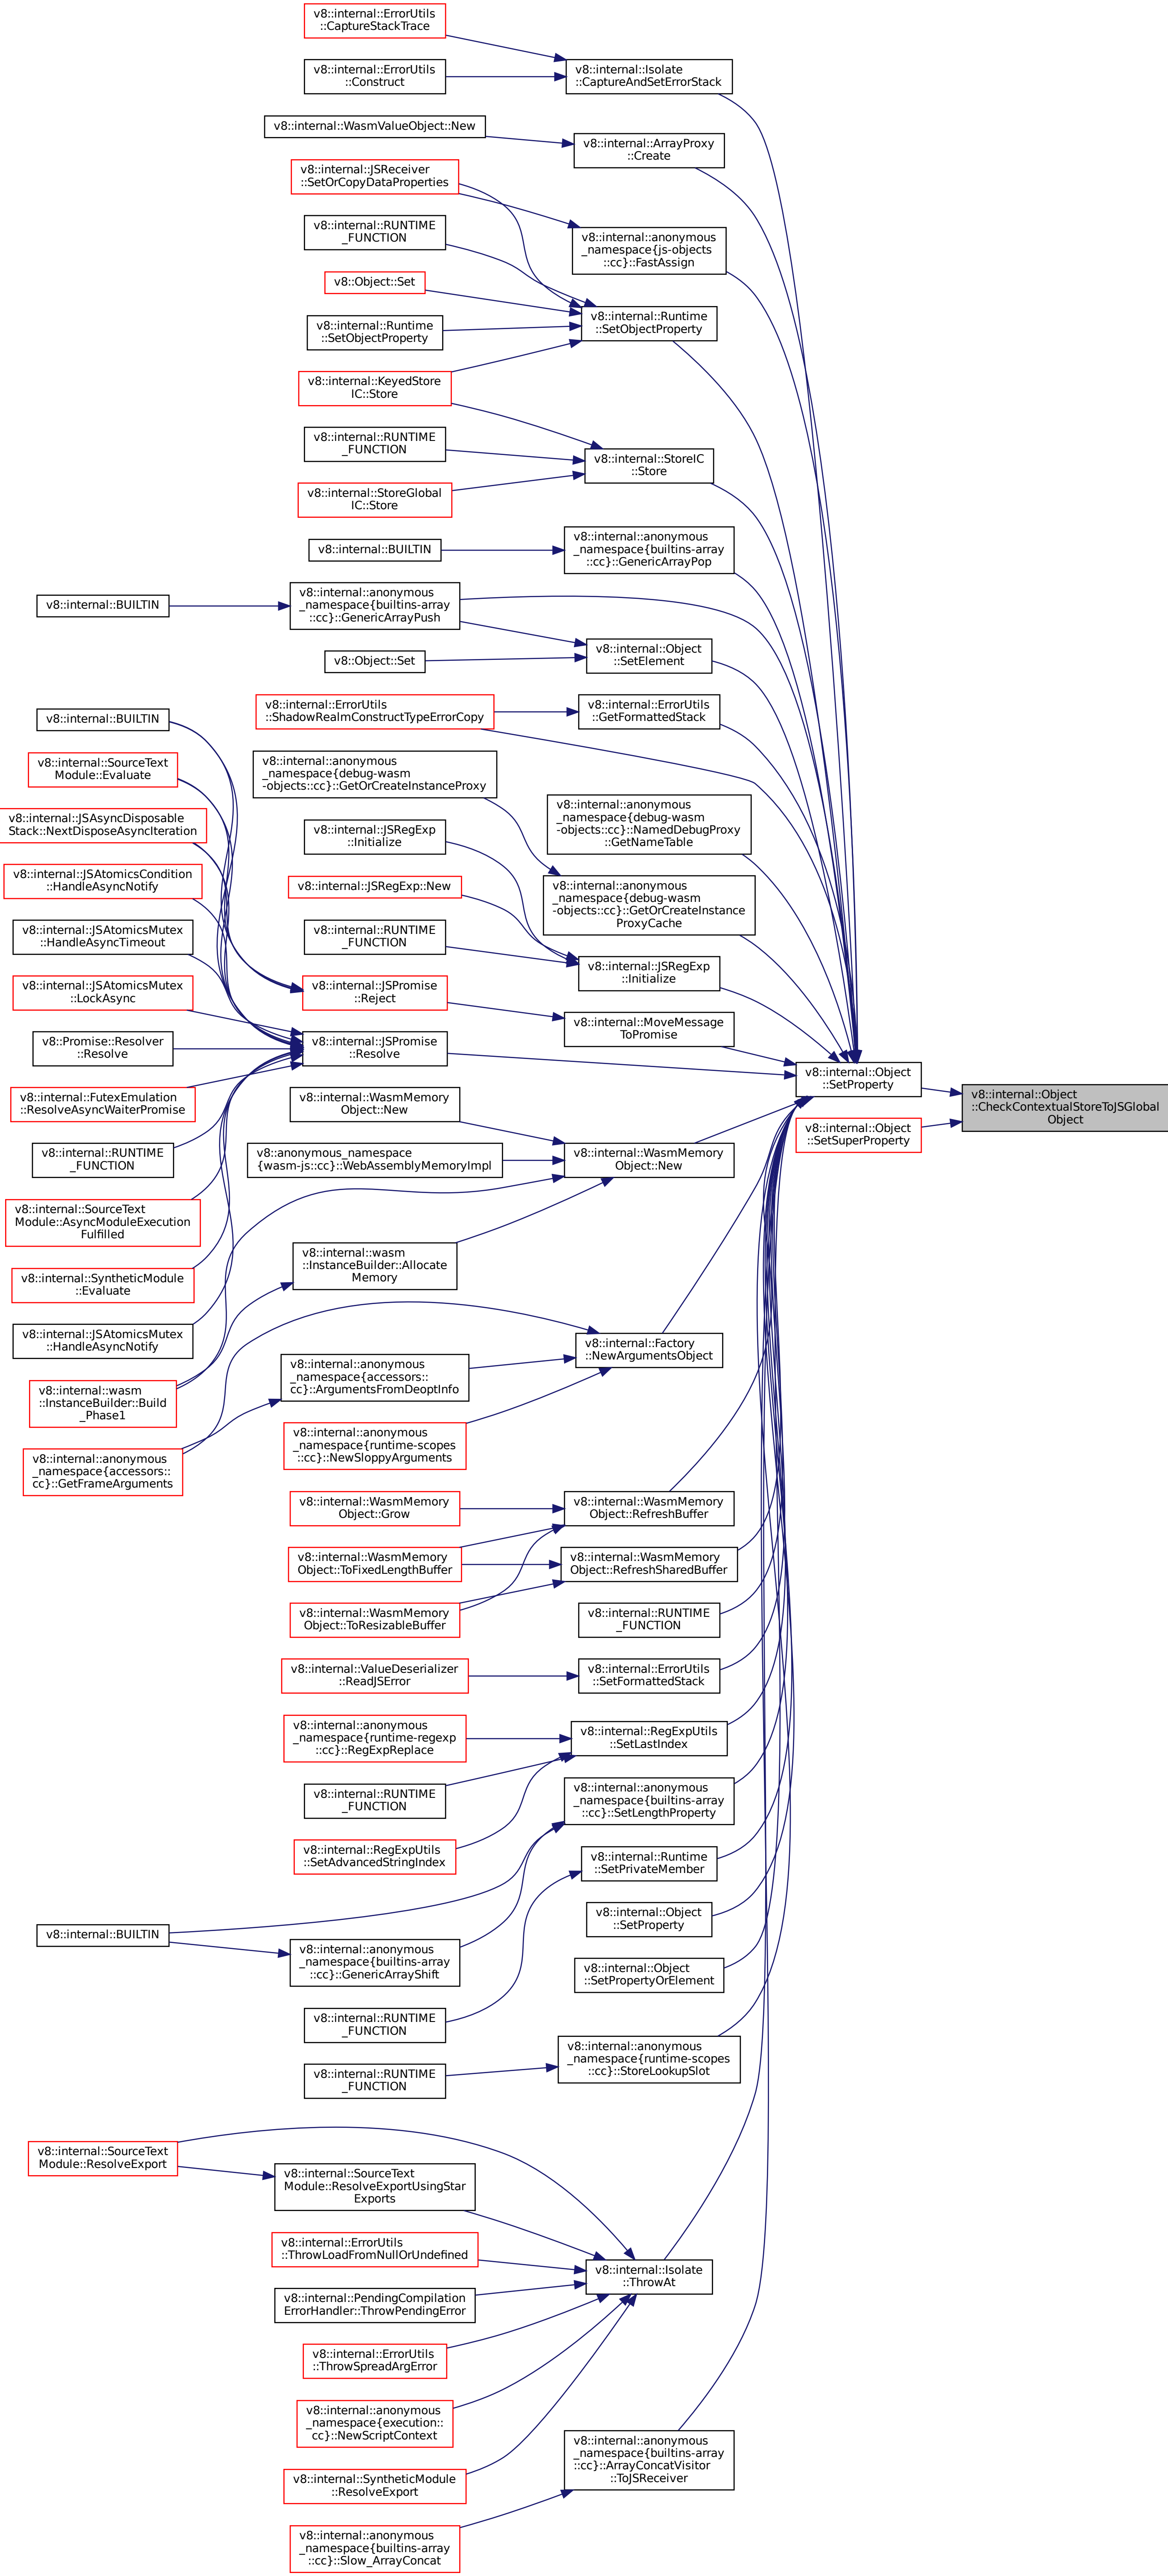 v8::internal::ErrorUtils
::CaptureStackTrace
v8::internal::Isolate
::CaptureAndSetErrorStack
v8::internal::ErrorUtils
::Construct
v8::internal::WasmValueObject::New
v8::internal::ArrayProxy
::Create
v8::internal::JSReceiver
::SetOrCopyDataProperties
v8::internal::RUNTIME
_FUNCTION
v8::internal::anonymous
_namespace{js-objects
::cc}::FastAssign
v8::Object::Set
v8::internal::Runtime
::SetObjectProperty
v8::internal::Runtime
::SetObjectProperty
v8::internal::KeyedStore
IC::Store
v8::internal::RUNTIME
_FUNCTION
v8::internal::StoreIC
::Store
v8::internal::StoreGlobal
IC::Store
v8::internal::BUILTIN
v8::internal::anonymous
_namespace{builtins-array
::cc}::GenericArrayPop
v8::internal::BUILTIN
v8::internal::anonymous
_namespace{builtins-array
::cc}::GenericArrayPush
v8::Object::Set
v8::internal::Object
::SetElement
v8::internal::BUILTIN
v8::internal::ErrorUtils
::ShadowRealmConstructTypeErrorCopy
v8::internal::ErrorUtils
::GetFormattedStack
v8::internal::SourceText
Module::Evaluate
v8::internal::anonymous
_namespace{debug-wasm
-objects::cc}::GetOrCreateInstanceProxy
v8::internal::JSAsyncDisposable
Stack::NextDisposeAsyncIteration
v8::internal::JSRegExp
::Initialize
v8::internal::anonymous
_namespace{debug-wasm
-objects::cc}::NamedDebugProxy
::GetNameTable
v8::internal::JSAtomicsCondition
::HandleAsyncNotify
v8::internal::JSRegExp::New
v8::internal::anonymous
_namespace{debug-wasm
-objects::cc}::GetOrCreateInstance
ProxyCache
v8::internal::JSAtomicsMutex
::HandleAsyncTimeout
v8::internal::RUNTIME
_FUNCTION
v8::internal::JSRegExp
::Initialize
v8::internal::JSAtomicsMutex
::LockAsync
v8::internal::JSPromise
::Reject
v8::internal::MoveMessage
ToPromise
v8::Promise::Resolver
::Resolve
v8::internal::JSPromise
::Resolve
v8::internal::Object
::SetProperty
v8::internal::Object
::CheckContextualStoreToJSGlobal
Object
v8::internal::FutexEmulation
::ResolveAsyncWaiterPromise
v8::internal::WasmMemory
Object::New
v8::internal::Object
::SetSuperProperty
v8::internal::RUNTIME
_FUNCTION
v8::anonymous_namespace
{wasm-js::cc}::WebAssemblyMemoryImpl
v8::internal::WasmMemory
Object::New
v8::internal::SourceText
Module::AsyncModuleExecution
Fulfilled
v8::internal::wasm
::InstanceBuilder::Allocate
Memory
v8::internal::SyntheticModule
::Evaluate
v8::internal::JSAtomicsMutex
::HandleAsyncNotify
v8::internal::Factory
::NewArgumentsObject
v8::internal::wasm
::InstanceBuilder::Build
_Phase1
v8::internal::anonymous
_namespace{accessors::
cc}::ArgumentsFromDeoptInfo
v8::internal::anonymous
_namespace{accessors::
cc}::GetFrameArguments
v8::internal::anonymous
_namespace{runtime-scopes
::cc}::NewSloppyArguments
v8::internal::WasmMemory
Object::Grow
v8::internal::WasmMemory
Object::RefreshBuffer
v8::internal::WasmMemory
Object::ToFixedLengthBuffer
v8::internal::WasmMemory
Object::RefreshSharedBuffer
v8::internal::WasmMemory
Object::ToResizableBuffer
v8::internal::RUNTIME
_FUNCTION
v8::internal::ValueDeserializer
::ReadJSError
v8::internal::ErrorUtils
::SetFormattedStack
v8::internal::anonymous
_namespace{runtime-regexp
::cc}::RegExpReplace
v8::internal::RegExpUtils
::SetLastIndex
v8::internal::RUNTIME
_FUNCTION
v8::internal::anonymous
_namespace{builtins-array
::cc}::SetLengthProperty
v8::internal::RegExpUtils
::SetAdvancedStringIndex
v8::internal::Runtime
::SetPrivateMember
v8::internal::BUILTIN
v8::internal::Object
::SetProperty
v8::internal::anonymous
_namespace{builtins-array
::cc}::GenericArrayShift
v8::internal::Object
::SetPropertyOrElement
v8::internal::RUNTIME
_FUNCTION
v8::internal::RUNTIME
_FUNCTION
v8::internal::anonymous
_namespace{runtime-scopes
::cc}::StoreLookupSlot
v8::internal::SourceText
Module::ResolveExport
v8::internal::SourceText
Module::ResolveExportUsingStar
Exports
v8::internal::ErrorUtils
::ThrowLoadFromNullOrUndefined
v8::internal::Isolate
::ThrowAt
v8::internal::PendingCompilation
ErrorHandler::ThrowPendingError
v8::internal::ErrorUtils
::ThrowSpreadArgError
v8::internal::anonymous
_namespace{execution::
cc}::NewScriptContext
v8::internal::SyntheticModule
::ResolveExport
v8::internal::anonymous
_namespace{builtins-array
::cc}::ArrayConcatVisitor
::ToJSReceiver
v8::internal::anonymous
_namespace{builtins-array
::cc}::Slow_ArrayConcat